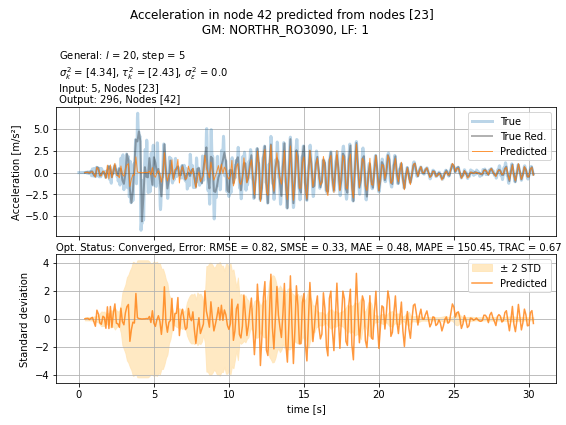 Acceleration in node 42 predicted from nodes [23]
GM: NORTHR_RO3090, LF: 1
General: l = 20, step = 5
σ²ₖ = [4.34], τ²ₖ = [2.43], σ²ε = 0.0
Input: 5, Nodes [23]
Output: 296, Nodes [42]
Acceleration [m/s²]
5.0
2.5
0.0
−2.5
−5.0
True
True Red.
Predicted
Opt. Status: Converged, Error: RMSE = 0.82, SMSE = 0.33, MAE = 0.48, MAPE = 150.45, TRAC = 0.67
Standard deviation
4
2
0
−2
−4
± 2 STD
Predicted
0 5 10 15 20 25 30
time [s]